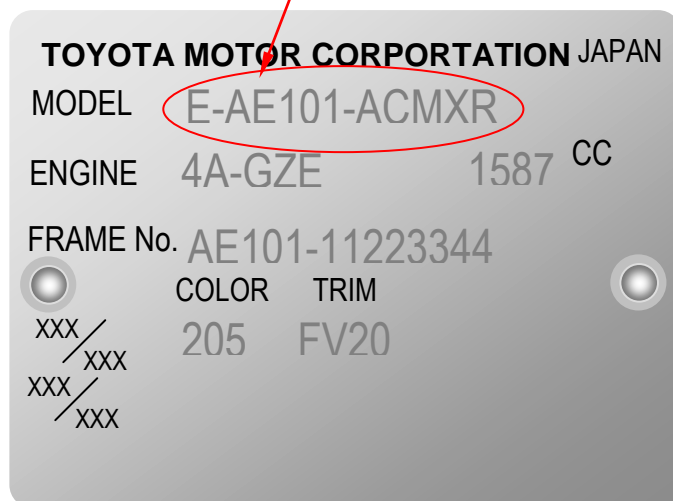 TOYOTA MOTOR CORPORTATION JAPAN
MODEL E-AE101-ACMXR
ENGINE 4A-GZE 1587 CC
FRAME No. AE101-11223344
COLOR TRIM
205 FV20
XXX/XXX
XXX/XXX